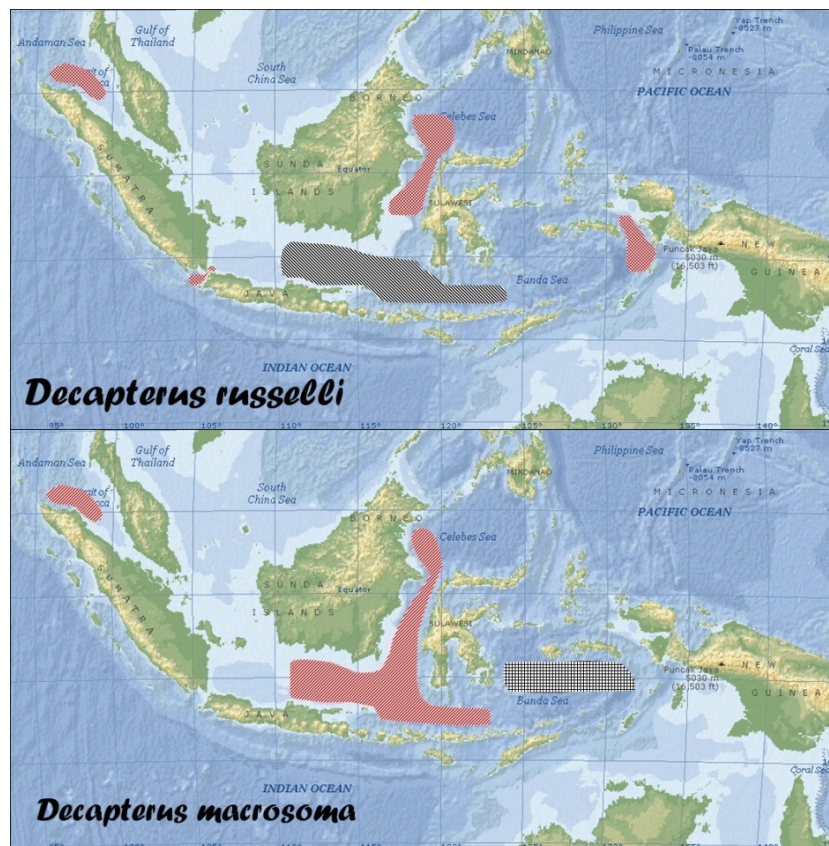 Andaman Sea
Gulf of
Thailand
Philippine Sea
Yap Trench
-8527 m
Palau Trench
-8054 m
MINDANAO
MICRONESIA
South
China Sea
PACIFIC OCEAN
BORNEO
Celebes Sea
SUMATRA
SUNDA
Equator
ISLANDS
SULAWESI
Puncak Jaya
5030 m
(16,503 ft)
NEW
GUINEA
Banda Sea
JAVA
INDIAN OCEAN
Coral Sea
Decapterus russelli
95° 100° 105° 110° 115° 120° 125° 130° 135° 140°
Andaman Sea
Gulf of
Thailand
Philippine Sea
Yap Trench
-8527 m
Palau Trench
-8054 m
MINDANAO
MICRONESIA
South
China Sea
PACIFIC OCEAN
BORNEO
Celebes Sea
SUMATRA
SUNDA
Equator
ISLANDS
SULAWESI
Puncak Jaya
5030 m
(16,503 ft)
NEW
GUINEA
Banda Sea
JAVA
INDIAN OCEAN
Coral Sea
Decapterus macrosoma